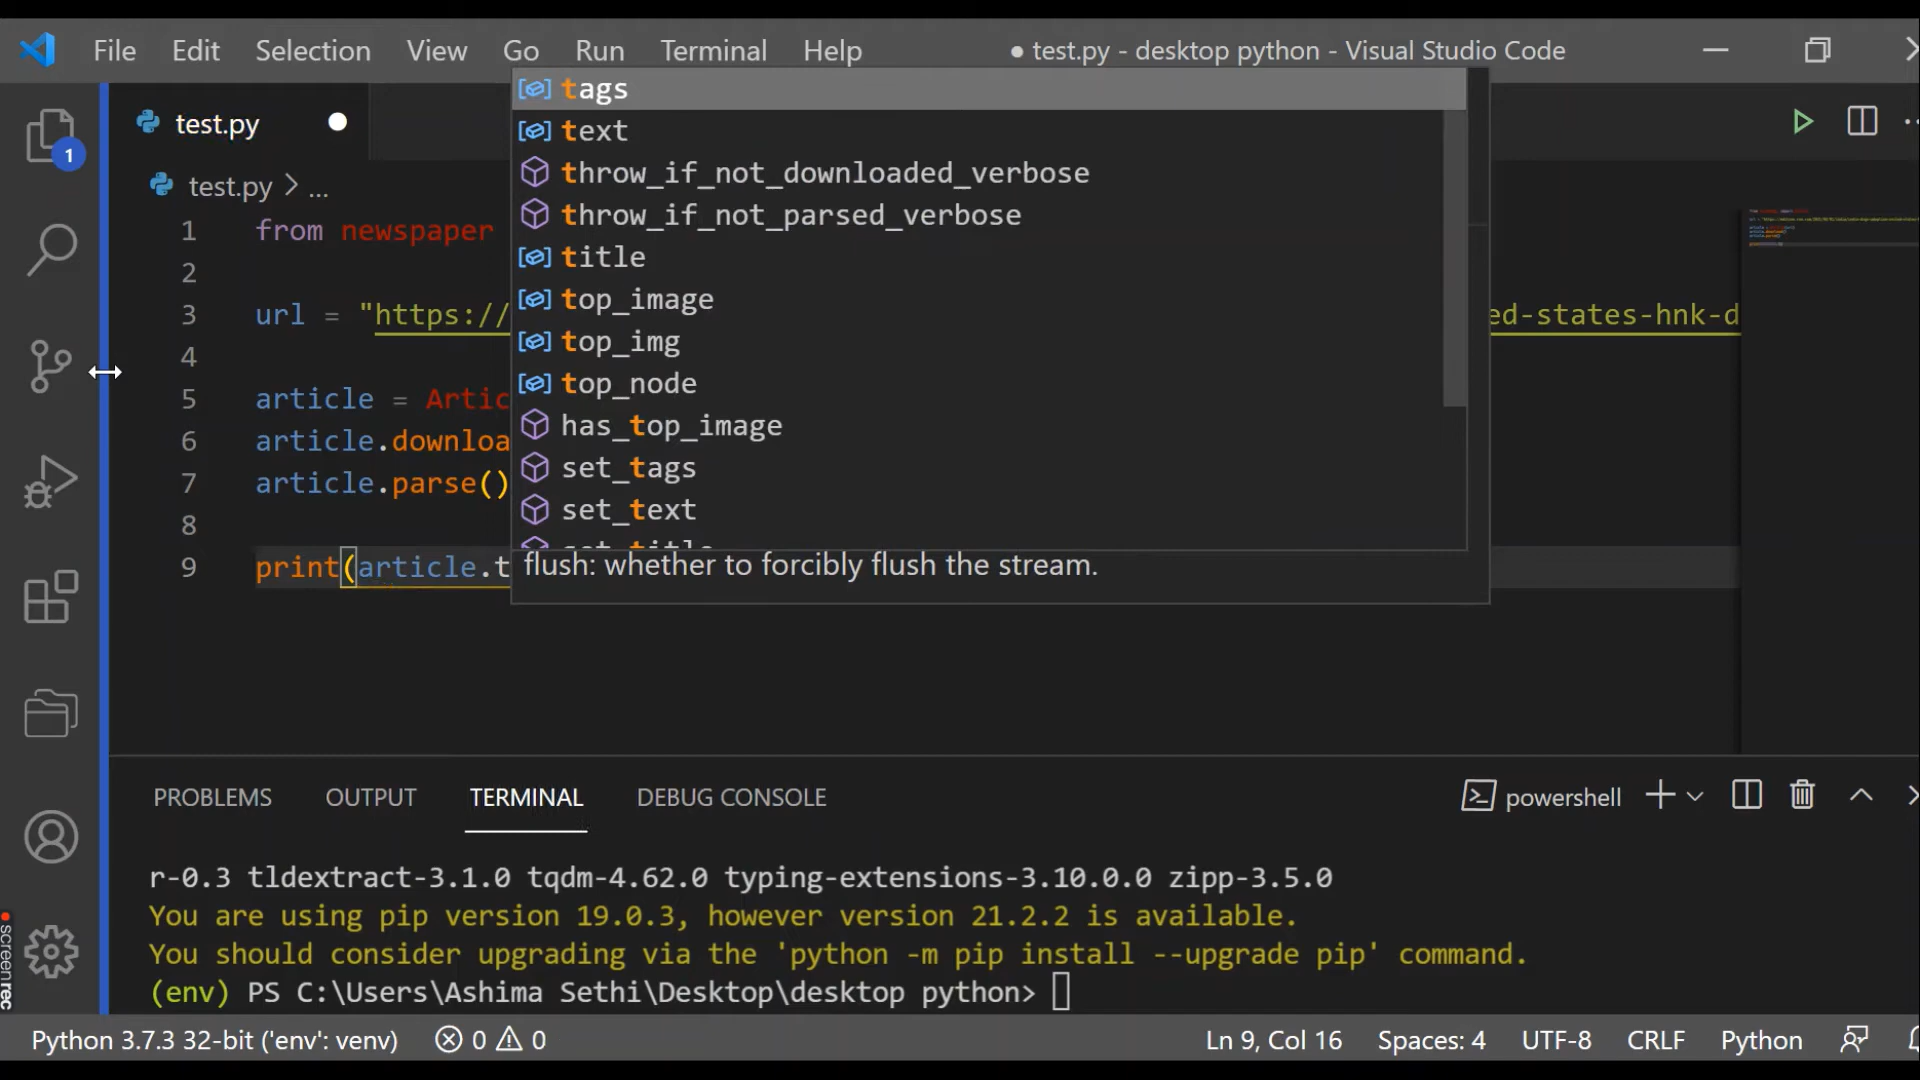 File Edit Selection View Go Run Terminal Help ● test.py - desktop python - Visual Studio Code
test.py
test.py > ...
1 from newspaper
2
3 url = "https://
ed-states-hnk-d
4
5 article = Artic
6 article.downloa
7 article.parse()
8
9 print(article.t
tags
text
throw_if_not_downloaded_verbose
throw_if_not_parsed_verbose
title
top_image
top_img
top_node
has_top_image
set_tags
set_text
set_title
flush: whether to forcibly flush the stream.
1
PROBLEMS OUTPUT TERMINAL DEBUG CONSOLE powershell
r-0.3 tldextract-3.1.0 tqdm-4.62.0 typing-extensions-3.10.0.0 zipp-3.5.0
You are using pip version 19.0.3, however version 21.2.2 is available.
You should consider upgrading via the 'python -m pip install --upgrade pip' command.
(env) PS C:\Users\Ashima Sethi\Desktop\desktop python>
screenrec
Python 3.7.3 32-bit ('env': venv) 0 0 Ln 9, Col 16 Spaces: 4 UTF-8 CRLF Python